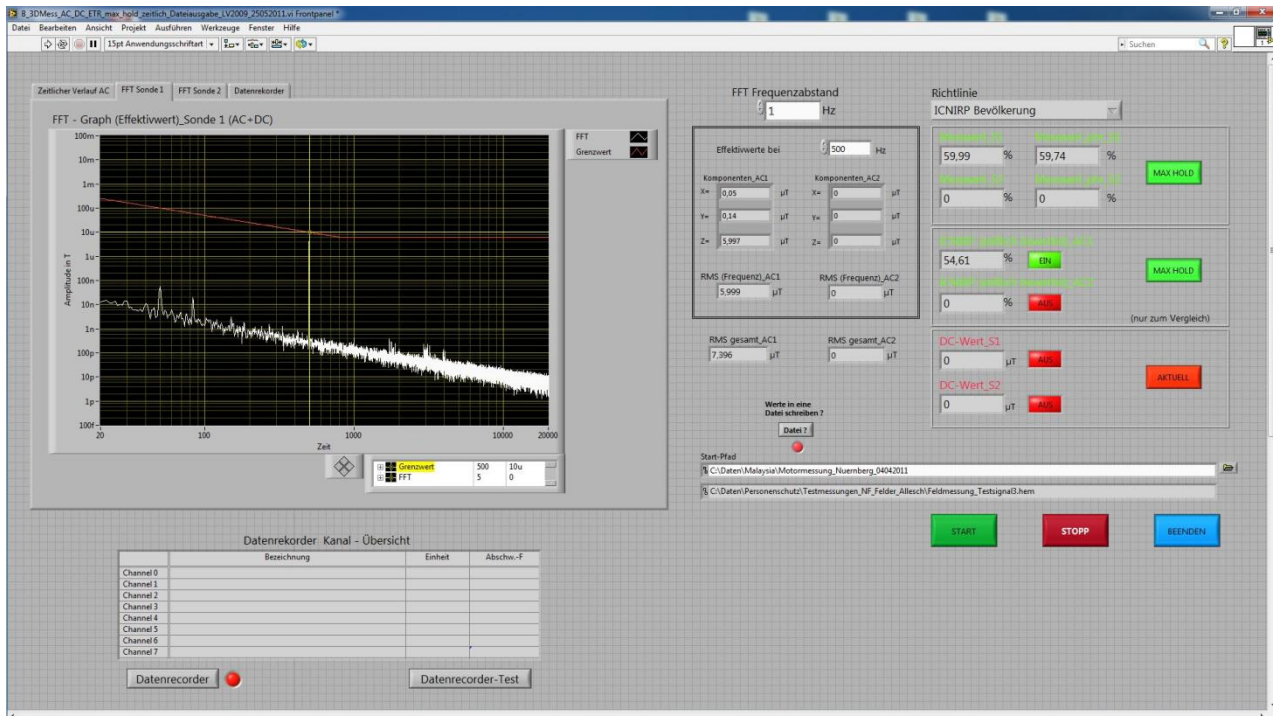 8_3DMess_AC_DC_ETR_max_hold_zeitlich_Dateiausgabe_LV2009_25052011.vi Frontpanel *
Datei Bearbeiten Ansicht Projekt Ausführen Werkzeuge Fenster Hilfe
15pt Anwendungsschriftart
Suchen
Zeitlicher Verlauf AC FFT Sonde 1 FFT Sonde 2 Datenrekorder
FFT - Graph (Effektivwert)_Sonde 1 (AC+DC)
FFT
Grenzwert
Amplitude in T
100m
10m
1m
100u
10u
1u
100n
10n
1n
100p
10p
1p
100f
20 100 1000 10000 20000
Zeit
Grenzwert 500 10u
FFT 5 0
Datenrekorder Kanal - Übersicht
Bezeichnung Einheit Abschw.-F
Channel 0
Channel 1
Channel 2
Channel 3
Channel 4
Channel 5
Channel 6
Channel 7
Datenrecorder Datenrecorder-Test
FFT Frequenzabstand
1 Hz
Effektivwerte bei 500 Hz
Komponenten_AC1 Komponenten_AC2
X= 0,05 µT X= 0 µT
Y= 0,14 µT Y= 0 µT
Z= 5,997 µT Z= 0 µT
RMS (Frequenz)_AC1 RMS (Frequenz)_AC2
5,999 µT 0 µT
RMS gesamt_AC1 RMS gesamt_AC2
7,396 µT 0 µT
Werte in eine
Datei schreiben ?
Datei ?
Richtlinie
ICNIRP Bevölkerung
59,99 % 59,74 %
MAX HOLD
0 % 0 %
54,61 % EIN
MAX HOLD
0 % AUS
(nur zum Vergleich)
DC-Wert_S1
0 µT AUS
AKTUELL
DC-Wert_S2
0 µT AUS
Start-Pfad
C:\Daten\Malaysia\Motormessung_Nuernberg_04042011
C:\Daten\Personenschutz\Testmessungen_NF_Felder_Allesch\Feldmessung_Testsignal3.hem
START STOPP BEENDEN